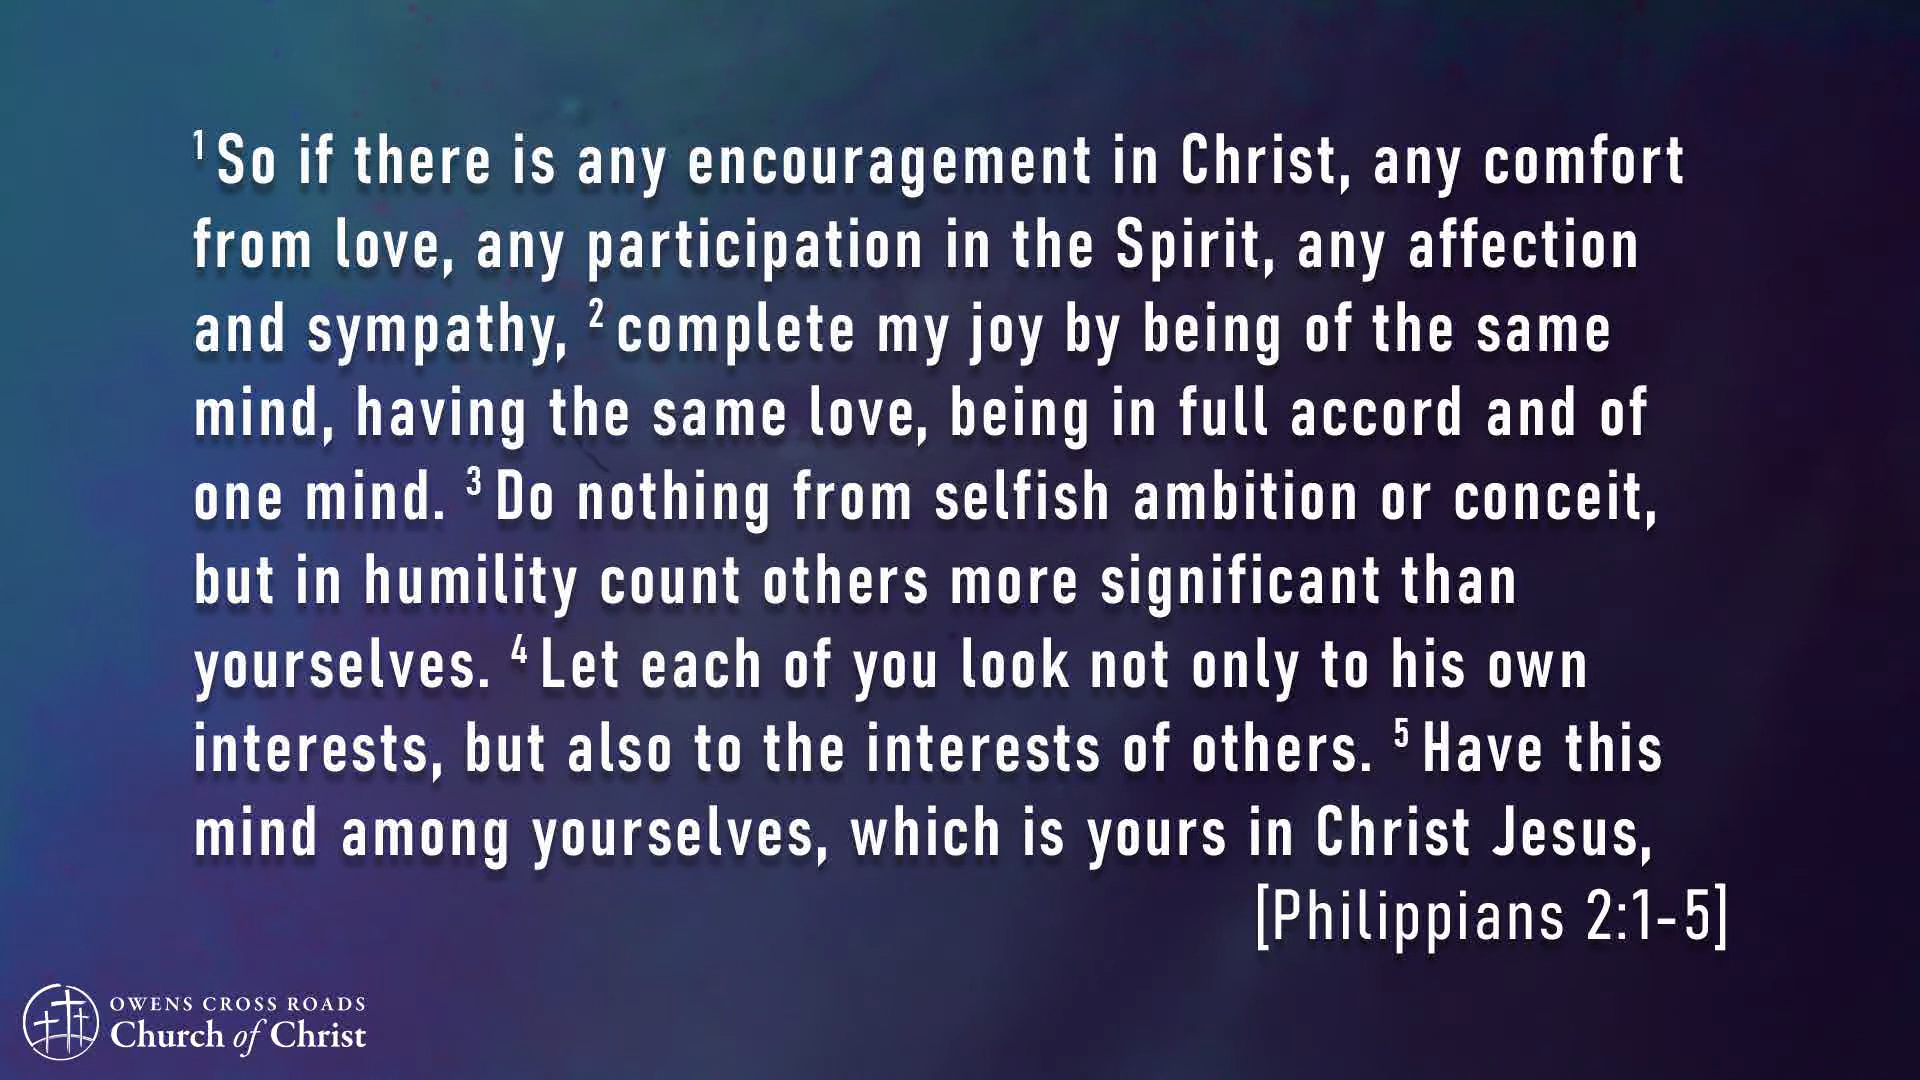 ¹ So if there is any encouragement in Christ, any comfort
from love, any participation in the Spirit, any affection
and sympathy, ² complete my joy by being of the same
mind, having the same love, being in full accord and of
one mind. ³ Do nothing from selfish ambition or conceit,
but in humility count others more significant than
yourselves. ⁴ Let each of you look not only to his own
interests, but also to the interests of others. ⁵ Have this
mind among yourselves, which is yours in Christ Jesus,
[Philippians 2:1-5]
OWENS CROSS ROADS
Church of Christ